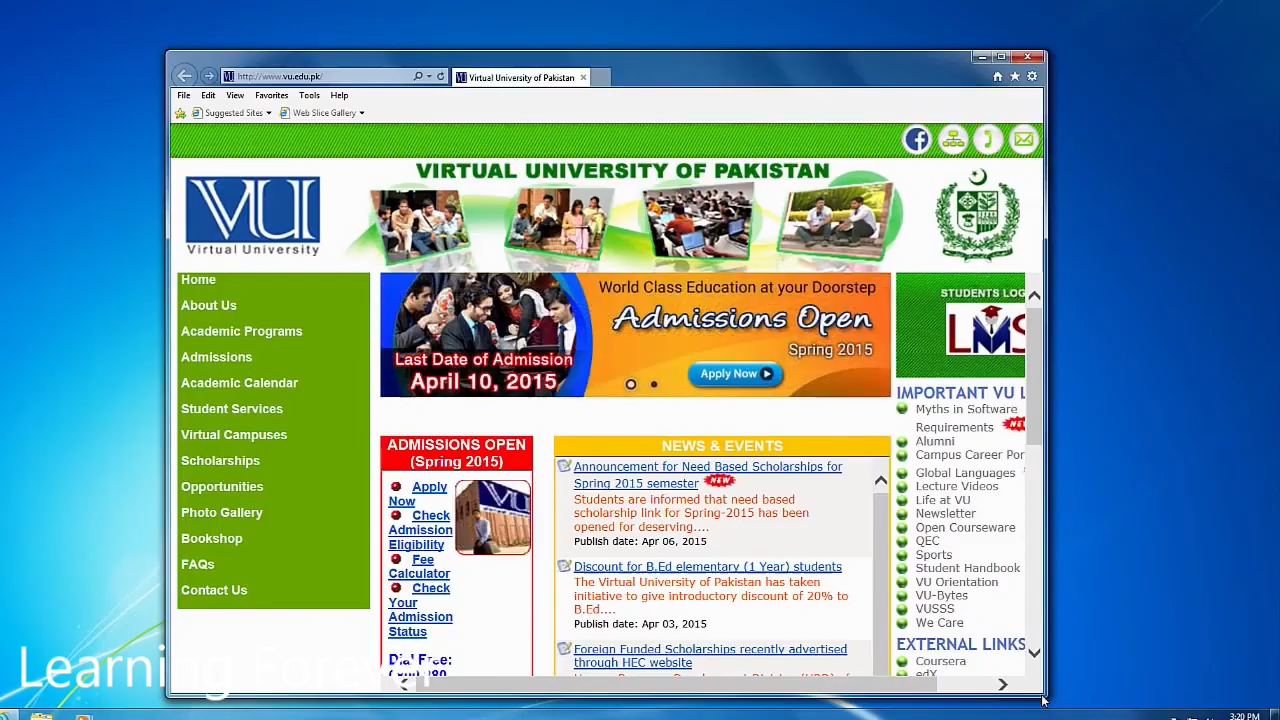 http://www.vu.edu.pk/
Virtual University of Pakistan
File Edit View Favorites Tools Help
Suggested Sites
Web Slice Gallery
VIRTUAL UNIVERSITY OF PAKISTAN
VU
Virtual University
Home
About Us
Academic Programs
Admissions
Academic Calendar
Student Services
Virtual Campuses
Scholarships
Opportunities
Photo Gallery
Bookshop
FAQs
Contact Us
World Class Education at your Doorstep
Admissions Open
Spring 2015
Last Date of Admission
April 10, 2015
Apply Now
STUDENTS LOG
LMS
ADMISSIONS OPEN
(Spring 2015)
Apply
Now
Check
Admission
Eligibility
Fee
Calculator
Check
Your
Admission
Status
Dial Free:
NEWS & EVENTS
Announcement for Need Based Scholarships for
Spring 2015 semester NEW
Students are informed that need based
scholarship link for Spring-2015 has been
opened for deserving....
Publish date: Apr 06, 2015
Discount for B.Ed elementary (1 Year) students
The Virtual University of Pakistan has taken
initiative to give introductory discount of 20% to
B.Ed....
Publish date: Apr 03, 2015
Foreign Funded Scholarships recently advertised
through HEC website
IMPORTANT VU L
Myths in Software
Requirements NEW
Alumni
Campus Career Por
Global Languages
Lecture Videos
Life at VU
Newsletter
Open Courseware
QEC
Sports
Student Handbook
VU Orientation
VU-Bytes
VUSSS
We Care
EXTERNAL LINKS
Coursera
edX
Learning Forever
3:20 PM